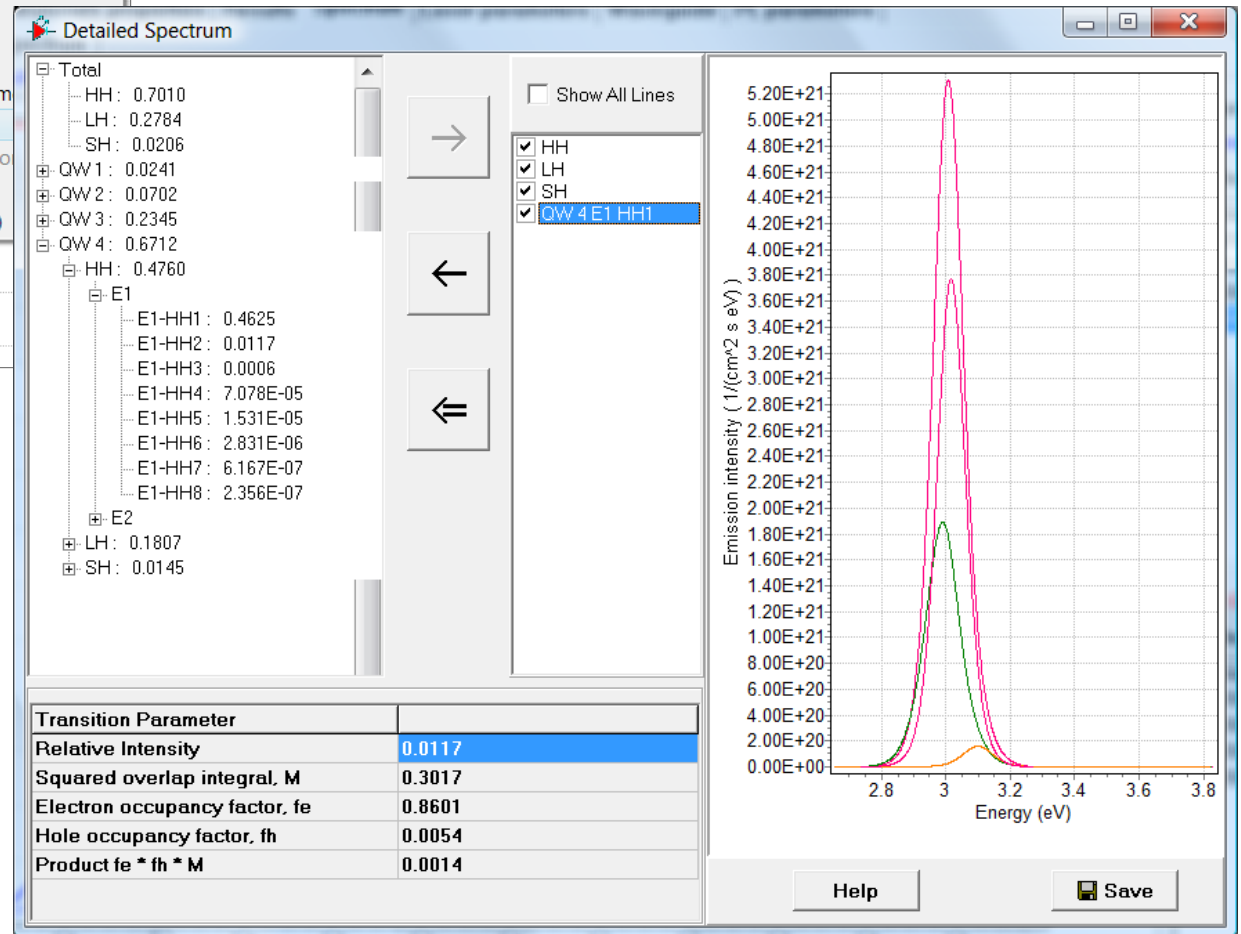 Detailed Spectrum
Total
HH : 0.7010
LH : 0.2784
SH : 0.0206
QW 1 : 0.0241
QW 2 : 0.0702
QW 3 : 0.2345
QW 4 : 0.6712
HH : 0.4760
E1
E1-HH1 : 0.4625
E1-HH2 : 0.0117
E1-HH3 : 0.0006
E1-HH4 : 7.078E-05
E1-HH5 : 1.531E-05
E1-HH6 : 2.831E-06
E1-HH7 : 6.167E-07
E1-HH8 : 2.356E-07
E2
LH : 0.1807
SH : 0.0145
Show All Lines
HH
LH
SH
QW 4 E1 HH1
Transition Parameter
Relative Intensity 0.0117
Squared overlap integral, M 0.3017
Electron occupancy factor, fe 0.8601
Hole occupancy factor, fh 0.0054
Product fe * fh * M 0.0014
Emission intensity ( 1/(cm^2 s eV) )
5.20E+21
5.00E+21
4.80E+21
4.60E+21
4.40E+21
4.20E+21
4.00E+21
3.80E+21
3.60E+21
3.40E+21
3.20E+21
3.00E+21
2.80E+21
2.60E+21
2.40E+21
2.20E+21
2.00E+21
1.80E+21
1.60E+21
1.40E+21
1.20E+21
1.00E+21
8.00E+20
6.00E+20
4.00E+20
2.00E+20
0.00E+00
2.8 3 3.2 3.4 3.6 3.8
Energy (eV)
Help
Save